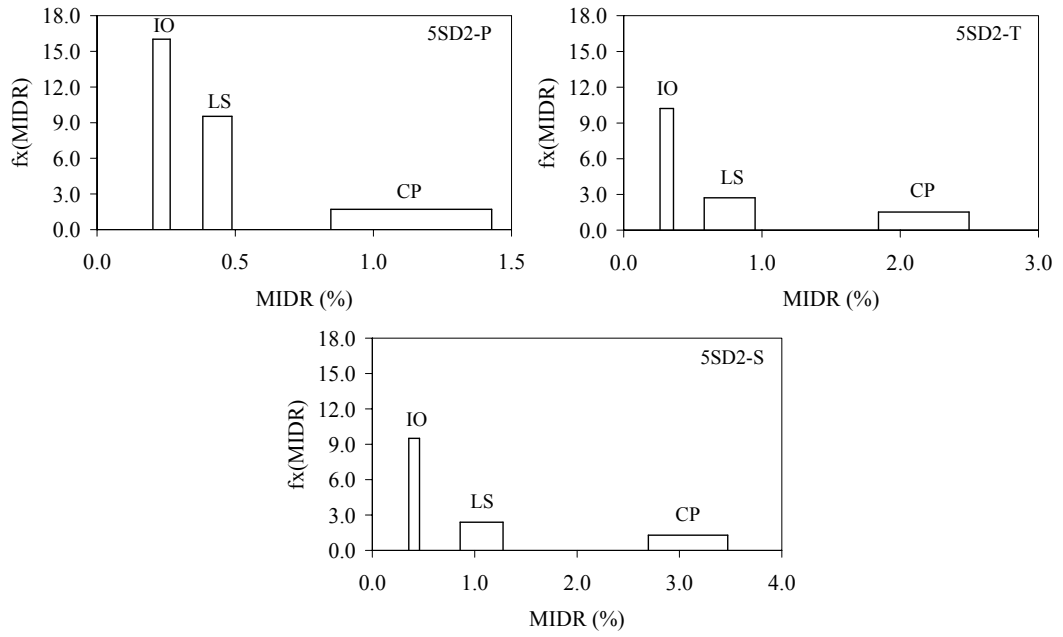 5SD2-P
18.0
15.0
12.0
9.0
6.0
3.0
0.0
fx(MIDR)
IO
LS
CP
0.0 0.5 1.0 1.5
MIDR (%)
5SD2-T
18.0
15.0
12.0
9.0
6.0
3.0
0.0
fx(MIDR)
IO
LS
CP
0.0 1.0 2.0 3.0
MIDR (%)
5SD2-S
18.0
15.0
12.0
9.0
6.0
3.0
0.0
fx(MIDR)
IO
LS
CP
0.0 1.0 2.0 3.0 4.0
MIDR (%)